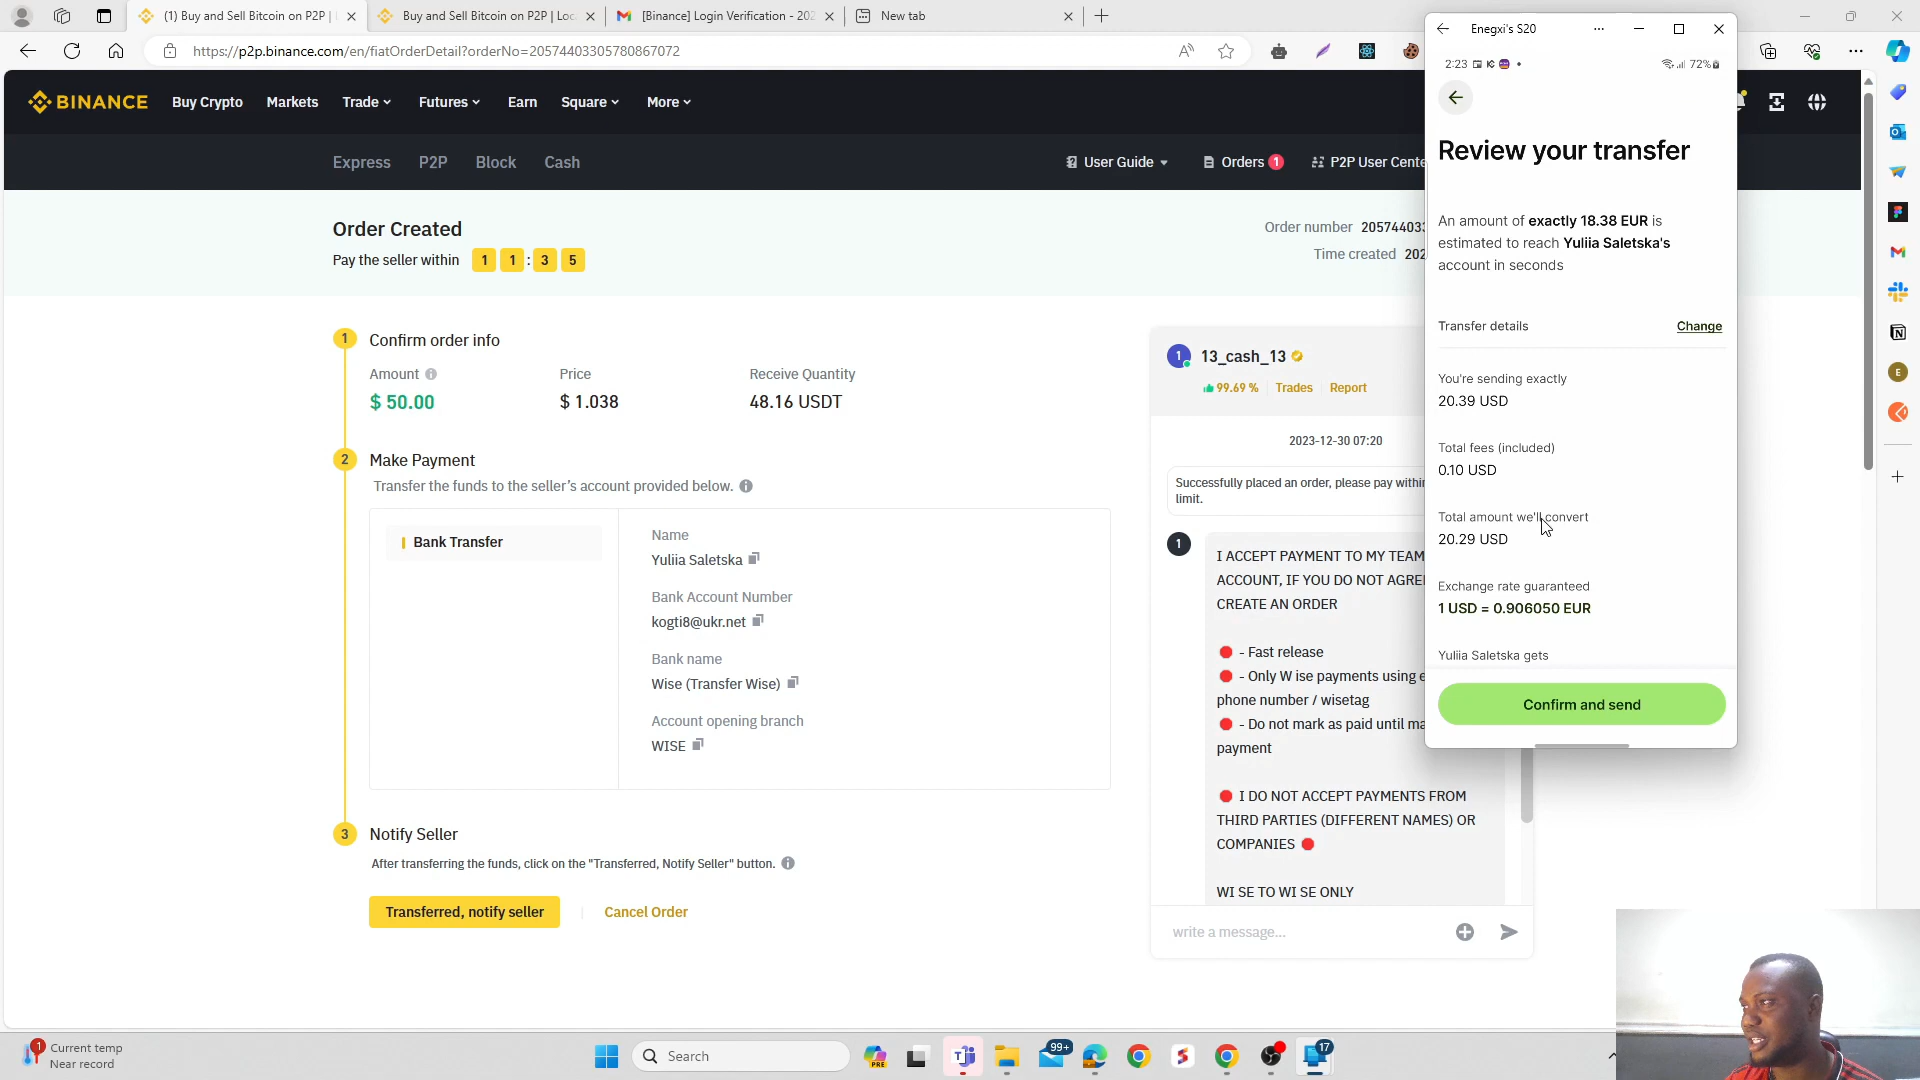 (1) Buy and Sell Bitcoin on P2P |
Buy and Sell Bitcoin on P2P | Loc
[Binance] Login Verification - 202
New tab
https://p2p.binance.com/en/fiatOrderDetail?orderNo=20574403305780867072
BINANCE
Buy Crypto
Markets
Trade
Futures
Earn
Square
More
Express
P2P
Block
Cash
User Guide
Orders 1
P2P User Cente
Order Created
Pay the seller within 1 1 : 3 5
Order number 205744033
Time created 202
1 Confirm order info
Amount
$ 50.00
Price
$ 1.038
Receive Quantity
48.16 USDT
2 Make Payment
Transfer the funds to the seller's account provided below.
Bank Transfer
Name
Yuliia Saletska
Bank Account Number
kogti8@ukr.net
Bank name
Wise (Transfer Wise)
Account opening branch
WISE
3 Notify Seller
After transferring the funds, click on the "Transferred, Notify Seller" button.
Transferred, notify seller
Cancel Order
1 13_cash_13
99.69 %
Trades
Report
2023-12-30 07:20
Successfully placed an order, please pay within
limit.
1
I ACCEPT PAYMENT TO MY TEAM
ACCOUNT, IF YOU DO NOT AGRE
CREATE AN ORDER
- Fast release
- Only W ise payments using e
phone number / wisetag
- Do not mark as paid until ma
payment
I DO NOT ACCEPT PAYMENTS FROM
THIRD PARTIES (DIFFERENT NAMES) OR
COMPANIES
WI SE TO WI SE ONLY
write a message...
Enegxi's S20
2:23
72%
Review your transfer
An amount of exactly 18.38 EUR is
estimated to reach Yuliia Saletska's
account in seconds
Transfer details
Change
You're sending exactly
20.39 USD
Total fees (included)
0.10 USD
Total amount we'll convert
20.29 USD
Exchange rate guaranteed
1 USD = 0.906050 EUR
Yuliia Saletska gets
Confirm and send
E
1
Current temp
Near record
Search
PRE
99+
17